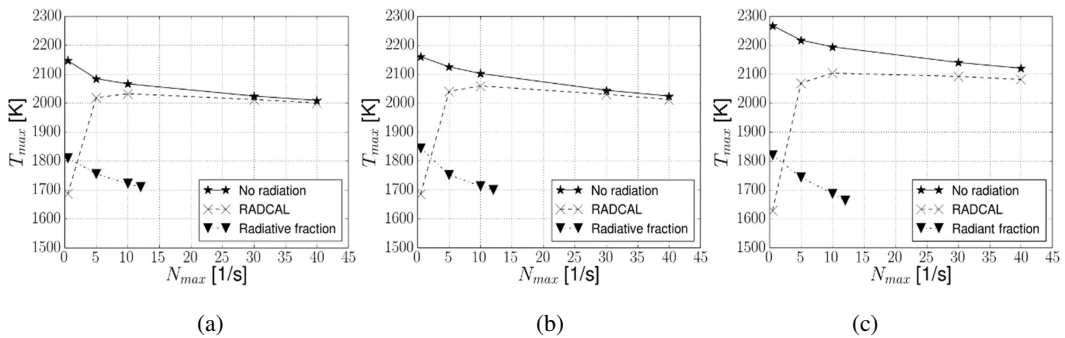 2300
2200
2100
2000
1900
1800
1700
1600
1500
T_max [K]
No radiation
RADCAL
Radiative fraction
0 5 10 15 20 25 30 35 40 45
N_max [1/s]
(a)
2300
2200
2100
2000
1900
1800
1700
1600
1500
T_max [K]
No radiation
RADCAL
Radiative fraction
0 5 10 15 20 25 30 35 40 45
N_max [1/s]
(b)
2300
2200
2100
2000
1900
1800
1700
1600
1500
T_max [K]
No radiation
RADCAL
Radiant fraction
0 5 10 15 20 25 30 35 40 45
N_max [1/s]
(c)